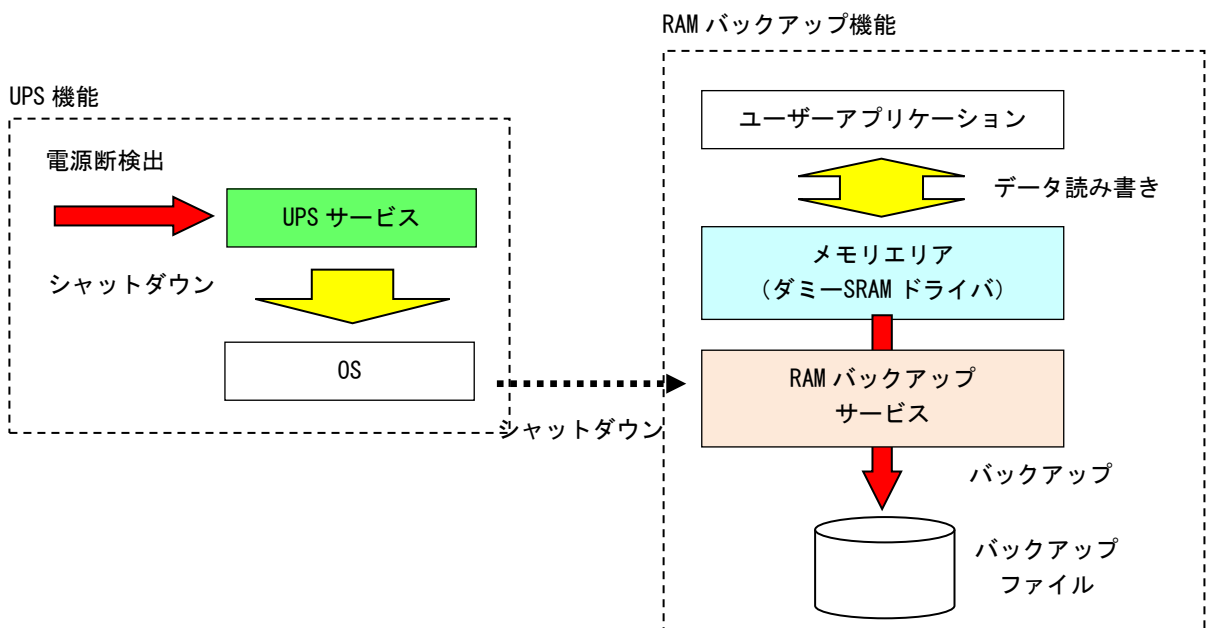 RAM バックアップ機能
UPS 機能
電源断検出
UPS サービス
シャットダウン
OS
シャットダウン
ユーザーアプリケーション
データ読み書き
メモリエリア
(ダミーSRAM ドライバ)
RAM バックアップ
サービス
バックアップ
バックアップ
ファイル